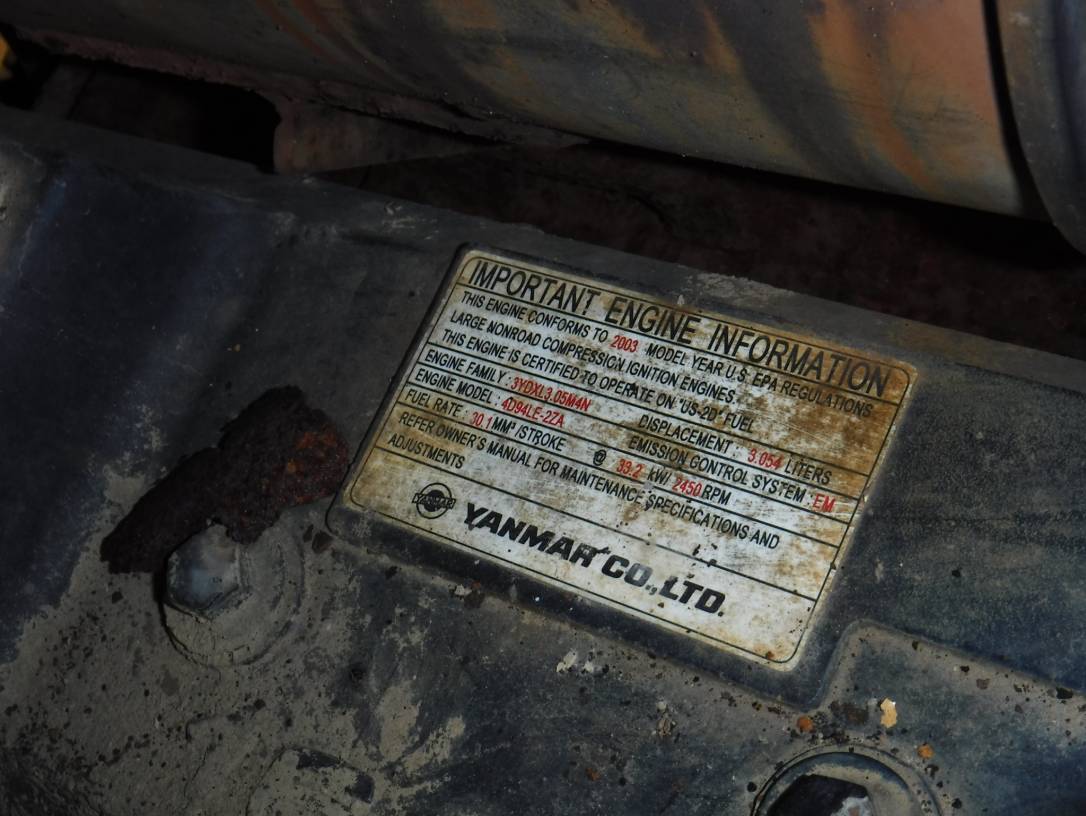 IMPORTANT ENGINE INFORMATION
THIS ENGINE CONFORMS TO 2003 MODEL YEAR U.S. EPA REGULATIONS
LARGE NONROAD COMPRESSION IGNITION ENGINES.
THIS ENGINE IS CERTIFIED TO OPERATE ON "US-2D" FUEL
ENGINE FAMILY : 3YDXL3.05M4N DISPLACEMENT : 3.054 LITERS
ENGINE MODEL : 4D94LE-2ZA EMISSION CONTROL SYSTEM : EM
FUEL RATE : 30.1 MM³/STROKE @ 33.2 kW/ 2450 RPM
REFER OWNER'S MANUAL FOR MAINTENANCE SPECIFICATIONS AND
ADJUSTMENTS
YANMAR YANMAR CO.,LTD.